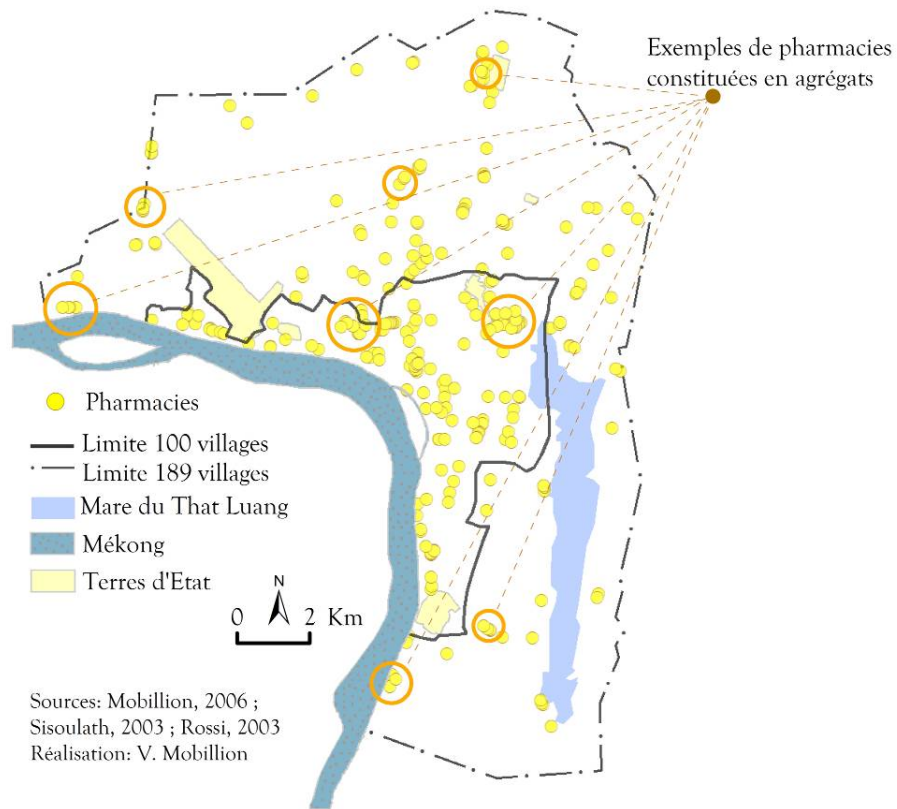 Exemples de pharmacies
constituées en agrégats
Pharmacies
Limite 100 villages
Limite 189 villages
Mare du That Luang
Mékong
Terres d'Etat
N
0 2 Km
Sources: Mobillion, 2006 ;
Sisoulath, 2003 ; Rossi, 2003
Réalisation: V. Mobillion